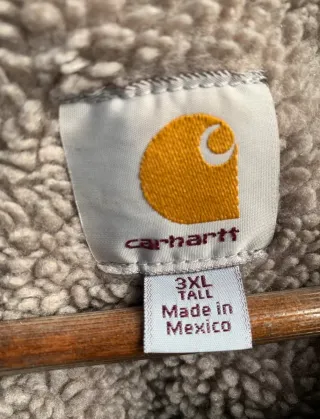 carhartt
3XL
TALL
Made in
Mexico